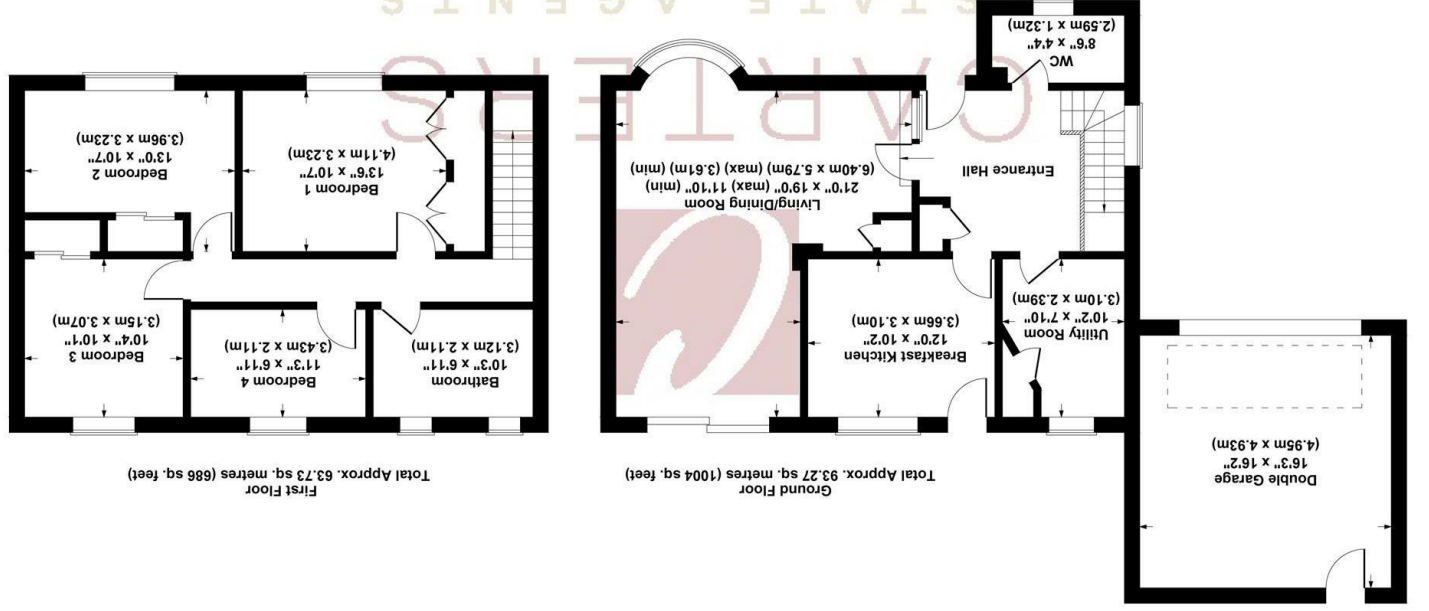 Double Garage
16'3" x 16'2"
(4.95m x 4.93m)
Ground Floor
Total Approx. 93.27 sq. metres (1004 sq. feet)
First Floor
Total Approx. 63.73 sq. metres (686 sq. feet)
Utility Room
10'2" x 7'10"
(3.10m x 2.39m)
Breakfast Kitchen
12'0" x 10'2"
(3.66m x 3.10m)
Bathroom
10'3" x 6'11"
(3.12m x 2.11m)
Bedroom 4
11'3" x 6'11"
(3.43m x 2.11m)
Bedroom 3
10'4" x 10'1"
(3.15m x 3.07m)
Entrance Hall
Living/Dining Room
21'0" x 19'0" (max) 11'10" (min)
(6.40m x 5.79m) (max) (3.61m) (min)
Bedroom 1
13'6" x 10'7"
(4.11m x 3.23m)
Bedroom 2
13'0" x 10'7"
(3.96m x 3.23m)
WC
8'6" x 4'4"
(2.59m x 1.32m)
CARTERS
ESTATE AGENTS